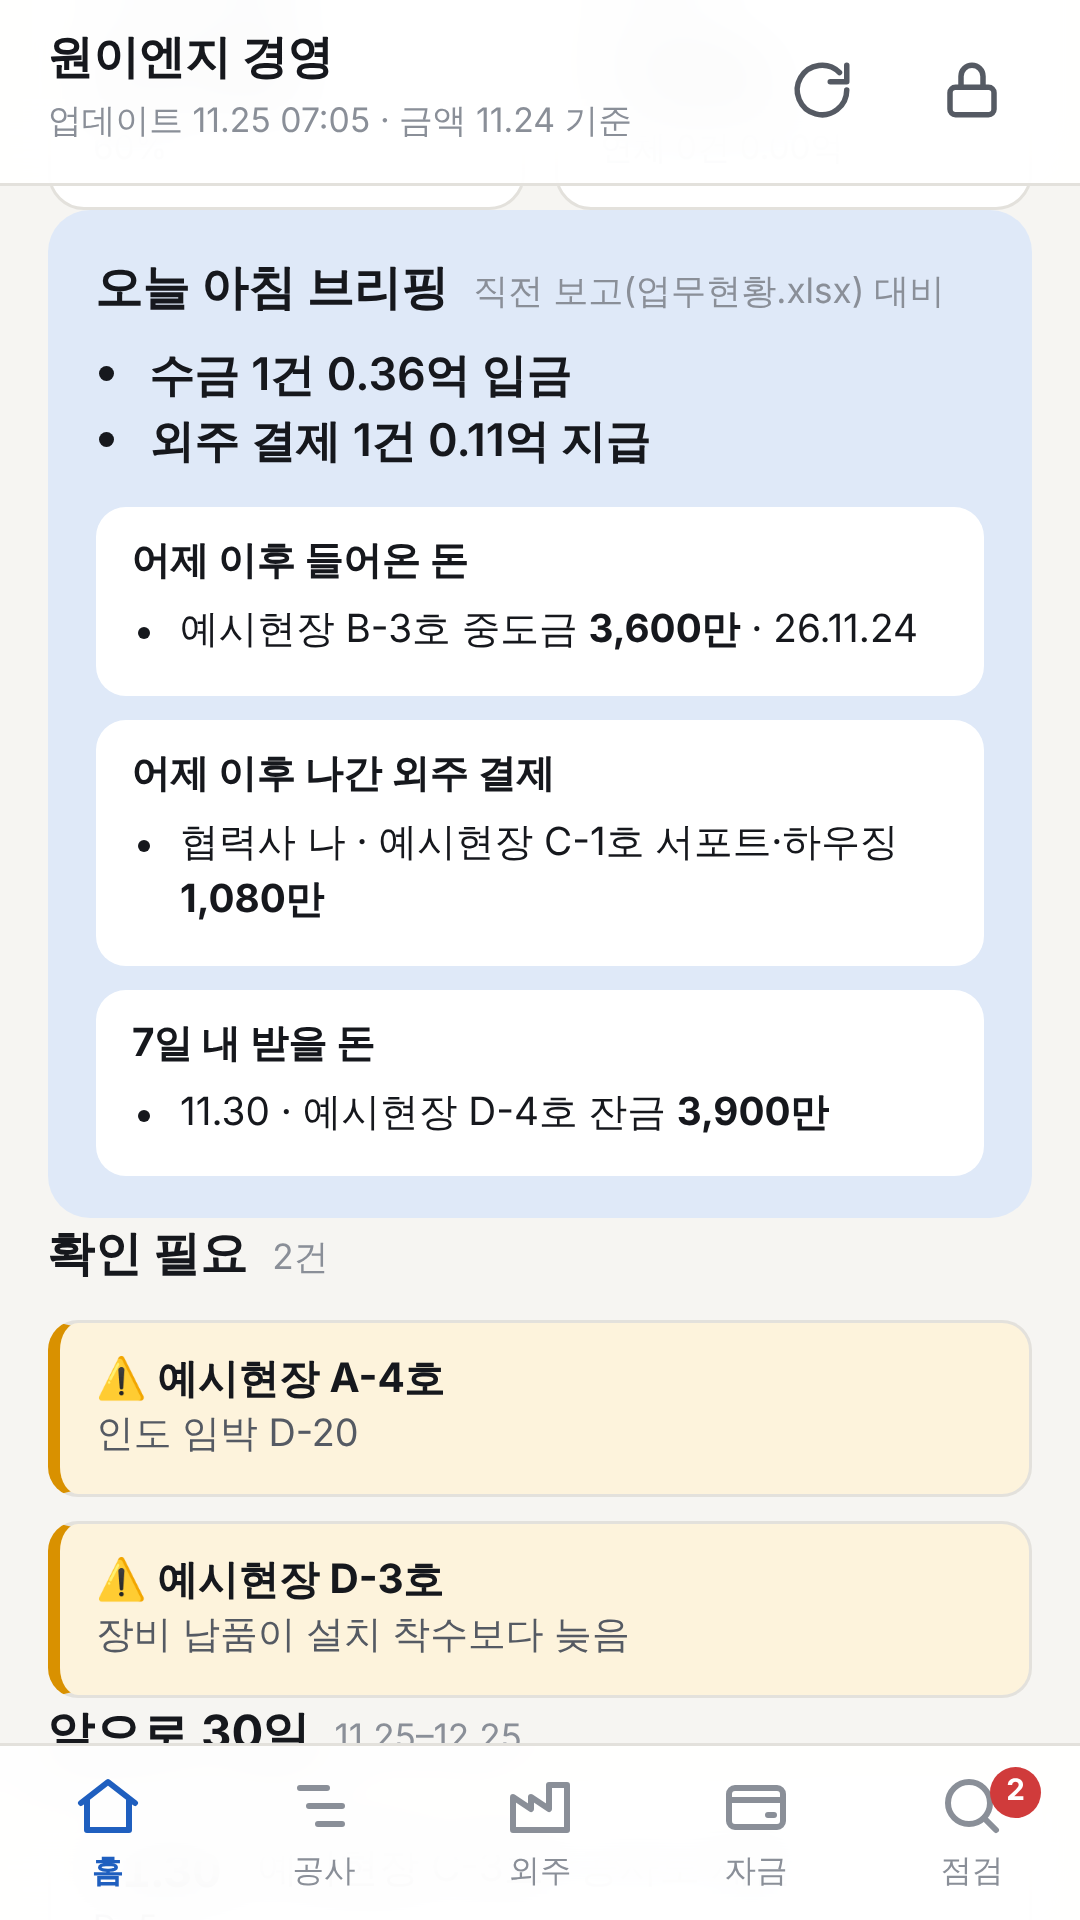 원이엔지 경영
업데이트 11.25 07:05 · 금액 11.24 기준
오늘 아침 브리핑 직전 보고(업무현황.xlsx) 대비
• 수금 1건 0.36억 입금
• 외주 결제 1건 0.11억 지급
어제 이후 들어온 돈
• 예시현장 B-3호 중도금 3,600만 · 26.11.24
어제 이후 나간 외주 결제
• 협력사 나 · 예시현장 C-1호 서포트·하우징
1,080만
7일 내 받을 돈
• 11.30 · 예시현장 D-4호 잔금 3,900만
확인 필요 2건
⚠️ 예시현장 A-4호
인도 임박 D-20
⚠️ 예시현장 D-3호
장비 납품이 설치 착수보다 늦음
앞으로 30일 11.25–12.25
2
홈 공사 외주 자금 점검